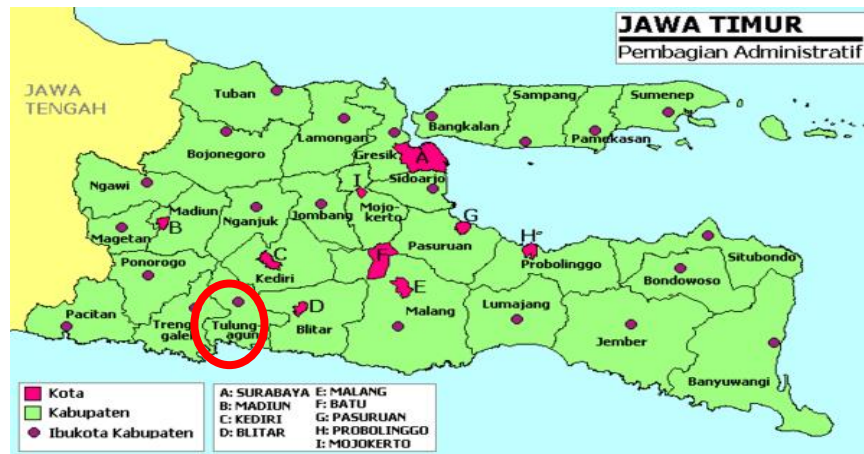 JAWA TIMUR
Pembagian Administratif
JAWA
TENGAH
Tuban
Sampang
Sumenep
Lamongan
Bangkalan
Pamekasan
Bojonegoro
Gresik
A
Sidoarjo
I
Ngawi
Madiun
Nganjuk
Jombang
Mojo-
kerto
G
Magetan
B
Pasuruan
H
Situbondo
Ponorogo
C
Kediri
F
Probolinggo
Bondowoso
E
Pacitan
Treng
galek
Tulung-
agung
D
Blitar
Malang
Lumajang
Jember
Banyuwangi
Kota
Kabupaten
Ibukota Kabupaten
A: SURABAYA
B: MADIUN
C: KEDIRI
D: BLITAR
E: MALANG
F: BATU
G: PASURUAN
H: PROBOLINGGO
I: MOJOKERTO